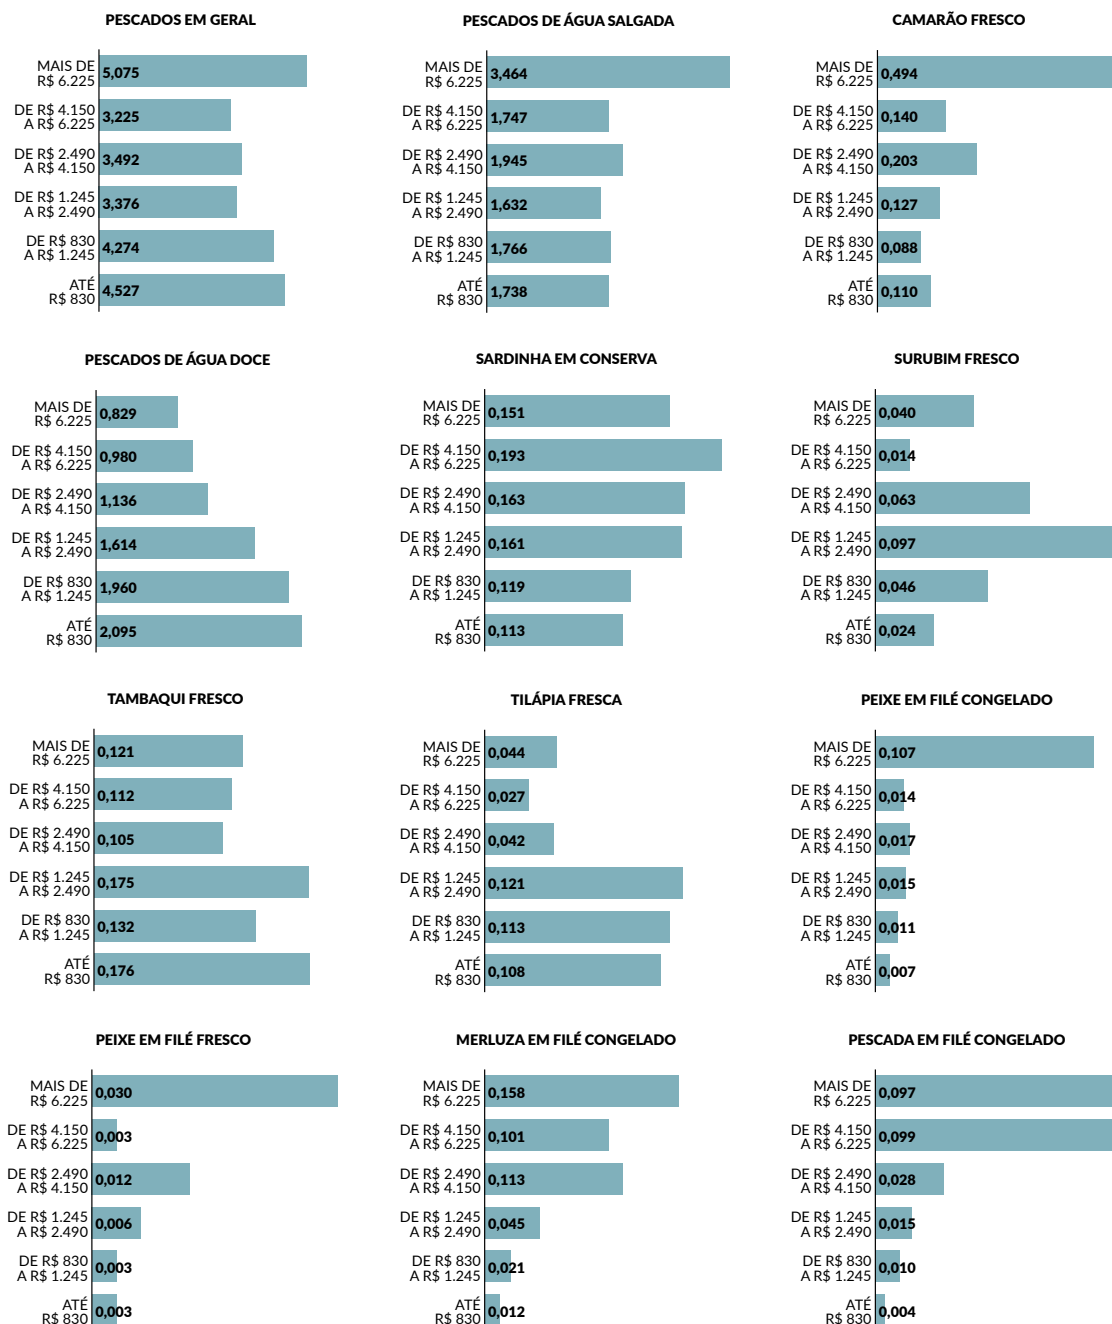 PESCADOS EM GERAL
MAIS DE
R$ 6.225
5,075
DE R$ 4.150
A R$ 6.225
3,225
DE R$ 2.490
A R$ 4.150
3,492
DE R$ 1.245
A R$ 2.490
3,376
DE R$ 830
A R$ 1.245
4,274
ATÉ
R$ 830
4,527
PESCADOS DE ÁGUA SALGADA
MAIS DE
R$ 6.225
3,464
DE R$ 4.150
A R$ 6.225
1,747
DE R$ 2.490
A R$ 4.150
1,945
DE R$ 1.245
A R$ 2.490
1,632
DE R$ 830
A R$ 1.245
1,766
ATÉ
R$ 830
1,738
CAMARÃO FRESCO
MAIS DE
R$ 6.225
0,494
DE R$ 4.150
A R$ 6.225
0,140
DE R$ 2.490
A R$ 4.150
0,203
DE R$ 1.245
A R$ 2.490
0,127
DE R$ 830
A R$ 1.245
0,088
ATÉ
R$ 830
0,110
PESCADOS DE ÁGUA DOCE
MAIS DE
R$ 6.225
0,829
DE R$ 4.150
A R$ 6.225
0,980
DE R$ 2.490
A R$ 4.150
1,136
DE R$ 1.245
A R$ 2.490
1,614
DE R$ 830
A R$ 1.245
1,960
ATÉ
R$ 830
2,095
SARDINHA EM CONSERVA
MAIS DE
R$ 6.225
0,151
DE R$ 4.150
A R$ 6.225
0,193
DE R$ 2.490
A R$ 4.150
0,163
DE R$ 1.245
A R$ 2.490
0,161
DE R$ 830
A R$ 1.245
0,119
ATÉ
R$ 830
0,113
SURUBIM FRESCO
MAIS DE
R$ 6.225
0,040
DE R$ 4.150
A R$ 6.225
0,014
DE R$ 2.490
A R$ 4.150
0,063
DE R$ 1.245
A R$ 2.490
0,097
DE R$ 830
A R$ 1.245
0,046
ATÉ
R$ 830
0,024
TAMBAQUI FRESCO
MAIS DE
R$ 6.225
0,121
DE R$ 4.150
A R$ 6.225
0,112
DE R$ 2.490
A R$ 4.150
0,105
DE R$ 1.245
A R$ 2.490
0,175
DE R$ 830
A R$ 1.245
0,132
ATÉ
R$ 830
0,176
TILÁPIA FRESCA
MAIS DE
R$ 6.225
0,044
DE R$ 4.150
A R$ 6.225
0,027
DE R$ 2.490
A R$ 4.150
0,042
DE R$ 1.245
A R$ 2.490
0,121
DE R$ 830
A R$ 1.245
0,113
ATÉ
R$ 830
0,108
PEIXE EM FILÉ CONGELADO
MAIS DE
R$ 6.225
0,107
DE R$ 4.150
A R$ 6.225
0,014
DE R$ 2.490
A R$ 4.150
0,017
DE R$ 1.245
A R$ 2.490
0,015
DE R$ 830
A R$ 1.245
0,011
ATÉ
R$ 830
0,007
PEIXE EM FILÉ FRESCO
MAIS DE
R$ 6.225
0,030
DE R$ 4.150
A R$ 6.225
0,003
DE R$ 2.490
A R$ 4.150
0,012
DE R$ 1.245
A R$ 2.490
0,006
DE R$ 830
A R$ 1.245
0,003
ATÉ
R$ 830
0,003
MERLUZA EM FILÉ CONGELADO
MAIS DE
R$ 6.225
0,158
DE R$ 4.150
A R$ 6.225
0,101
DE R$ 2.490
A R$ 4.150
0,113
DE R$ 1.245
A R$ 2.490
0,045
DE R$ 830
A R$ 1.245
0,021
ATÉ
R$ 830
0,012
PESCADA EM FILÉ CONGELADO
MAIS DE
R$ 6.225
0,097
DE R$ 4.150
A R$ 6.225
0,099
DE R$ 2.490
A R$ 4.150
0,028
DE R$ 1.245
A R$ 2.490
0,015
DE R$ 830
A R$ 1.245
0,010
ATÉ
R$ 830
0,004